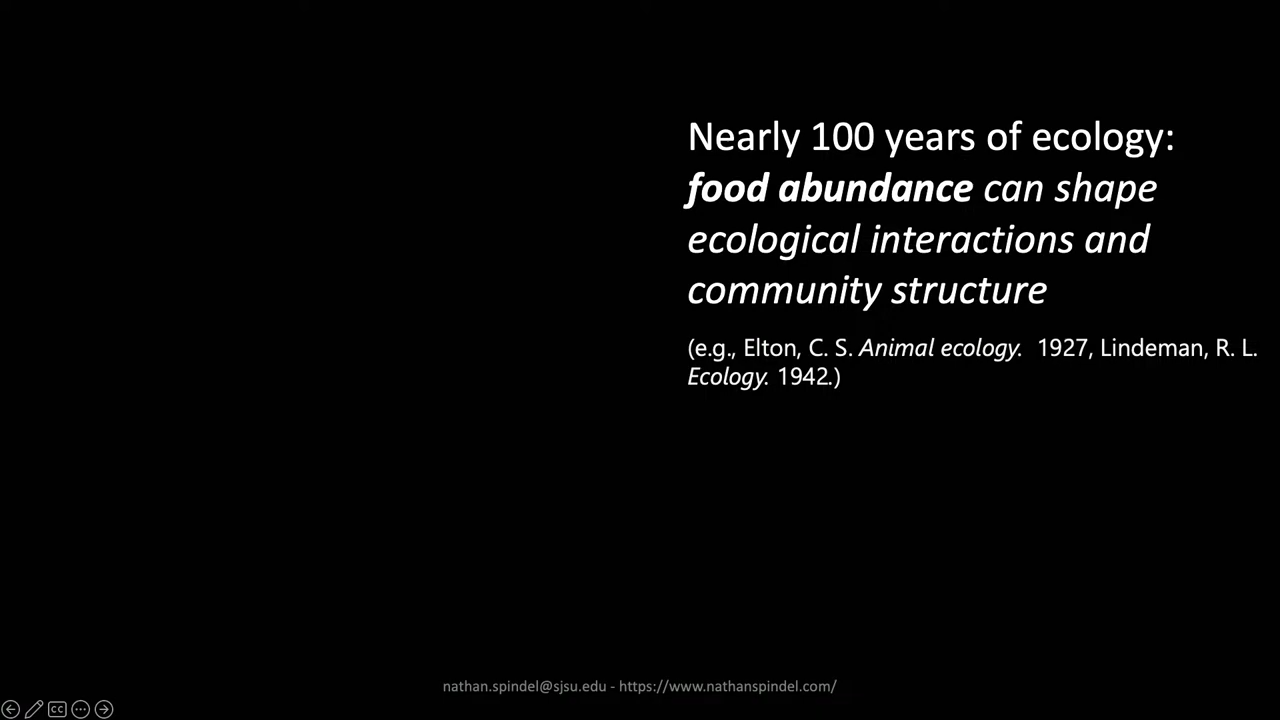 Nearly 100 years of ecology:
food abundance can shape
ecological interactions and
community structure
(e.g., Elton, C. S. Animal ecology.  1927, Lindeman, R. L.
Ecology. 1942.)
nathan.spindel@sjsu.edu - https://www.nathanspindel.com/
CC